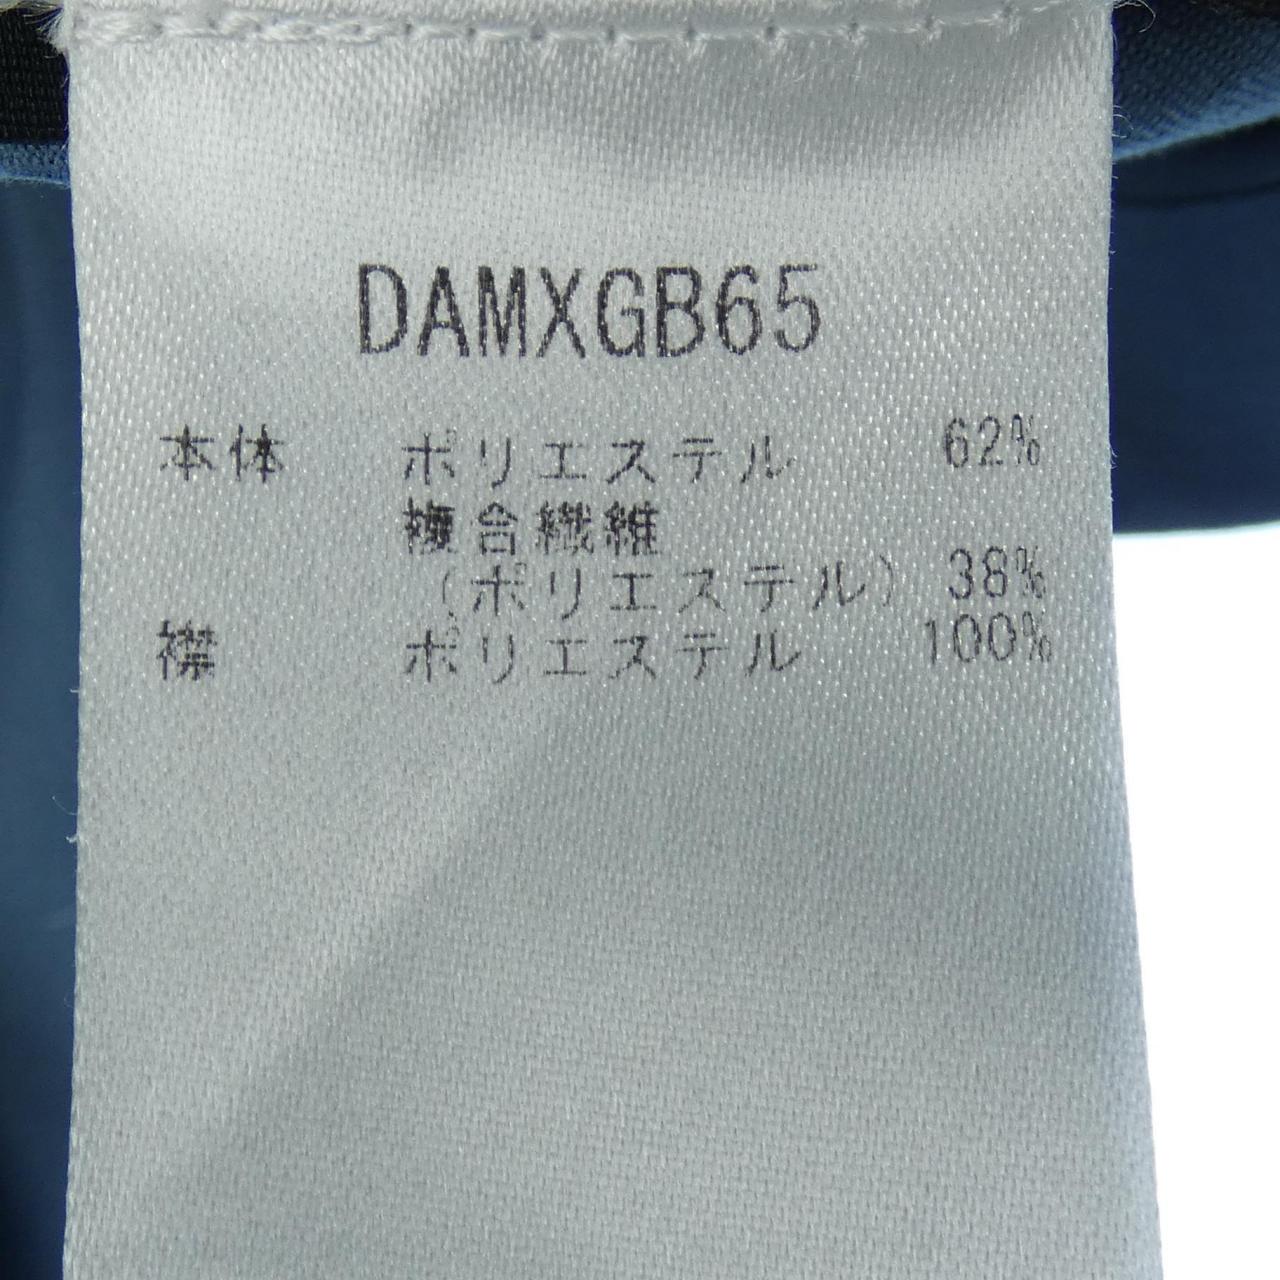 DAMXGB65
本体 ポリエステル 62%
複合繊維
(ポリエステル) 38%
襟 ポリエステル 100%